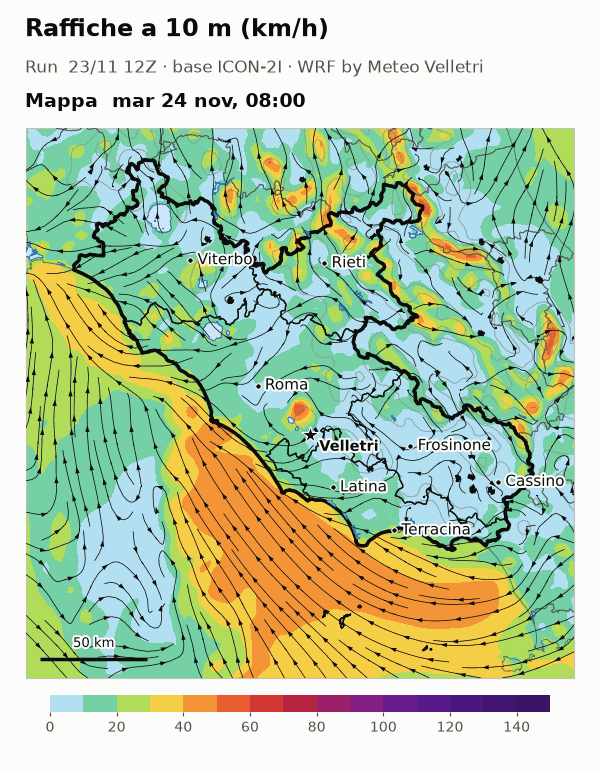 Raffiche a 10 m (km/h)
Run  23/11 12Z · base ICON-2I · WRF by Meteo Velletri
Mappa  mar 24 nov, 08:00
Viterbo
Rieti
Roma
Velletri
Frosinone
Cassino
Latina
Terracina
50 km
0 20 40 60 80 100 120 140